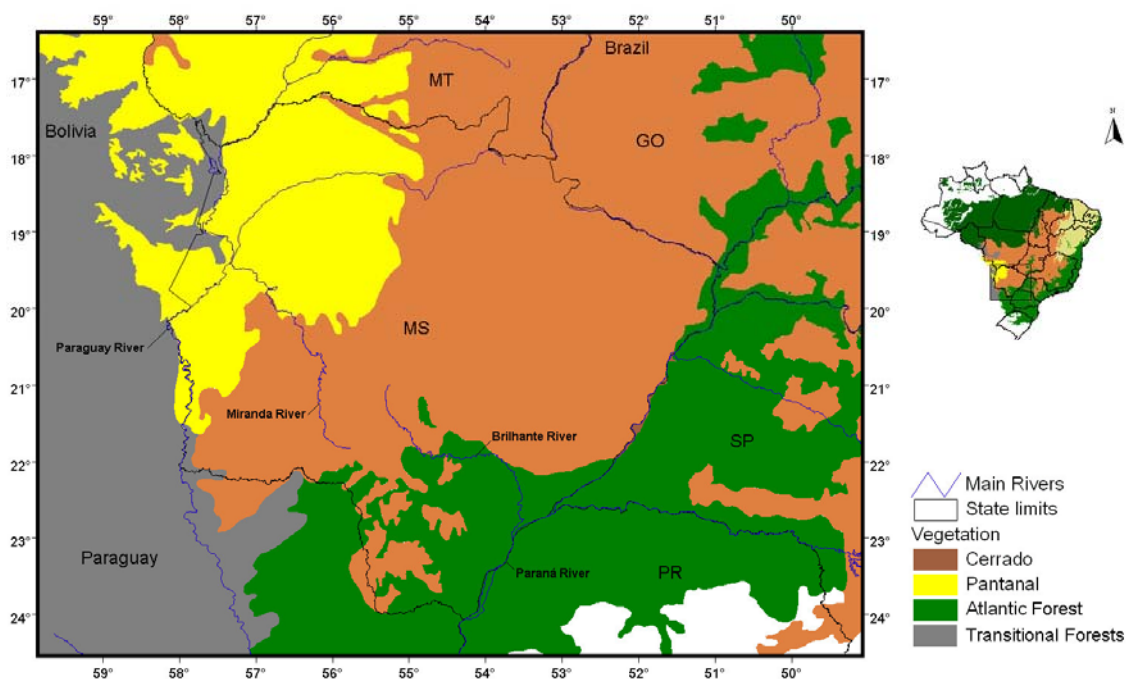 59° 58° 57° 56° 55° 54° 53° 52° 51° 50°
Brazil
17° MT 17°
Bolivia
18° GO 18°
19° 19°
20° MS 20°
Paraguay River
21° 21°
Miranda River
Brilhante River
SP
22° 22°
23° 23°
Paraguay
Paraná River
PR
24° 24°
59° 58° 57° 56° 55° 54° 53° 52° 51° 50°
Main Rivers
State limits
Vegetation
Cerrado
Pantanal
Atlantic Forest
Transitional Forests